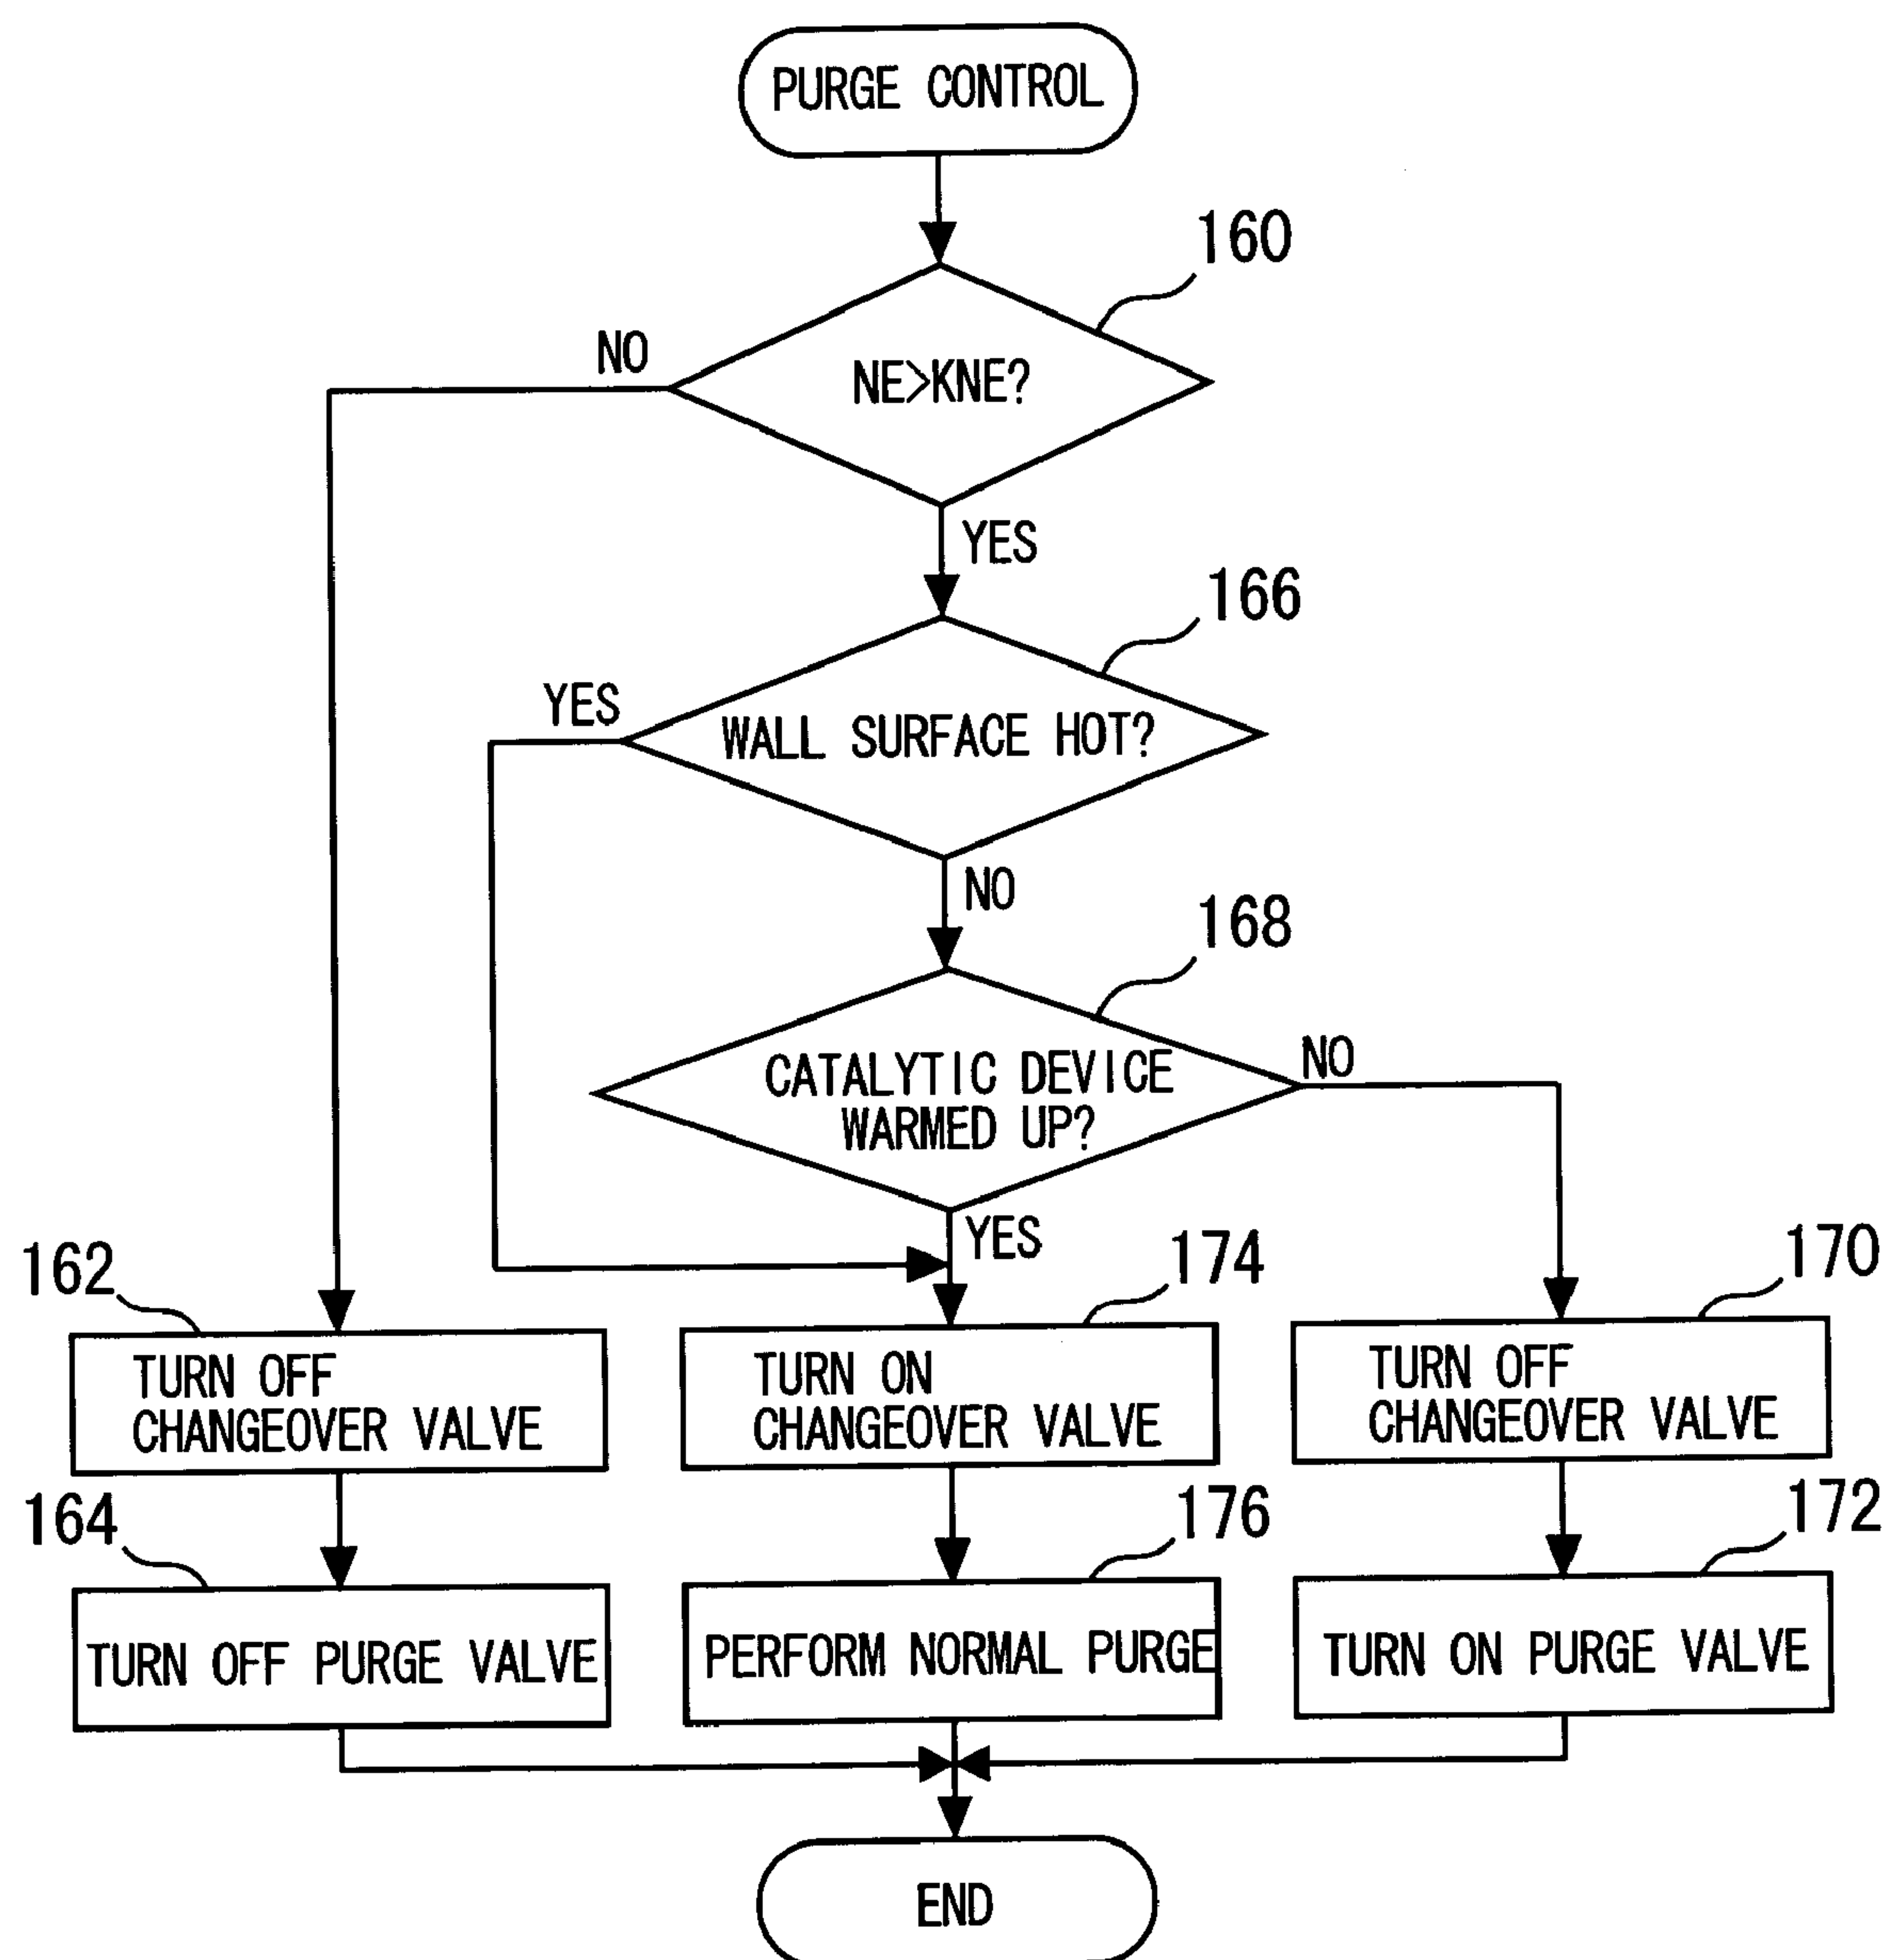 PURGE CONTROL
160
NE>KNE?
NO
YES
166
WALL SURFACE HOT?
YES
NO
168
CATALYTIC DEVICE
WARMED UP?
NO
YES
162
TURN OFF
CHANGEOVER VALVE
174
TURN ON
CHANGEOVER VALVE
170
TURN OFF
CHANGEOVER VALVE
164
TURN OFF PURGE VALVE
176
PERFORM NORMAL PURGE
172
TURN ON PURGE VALVE
END